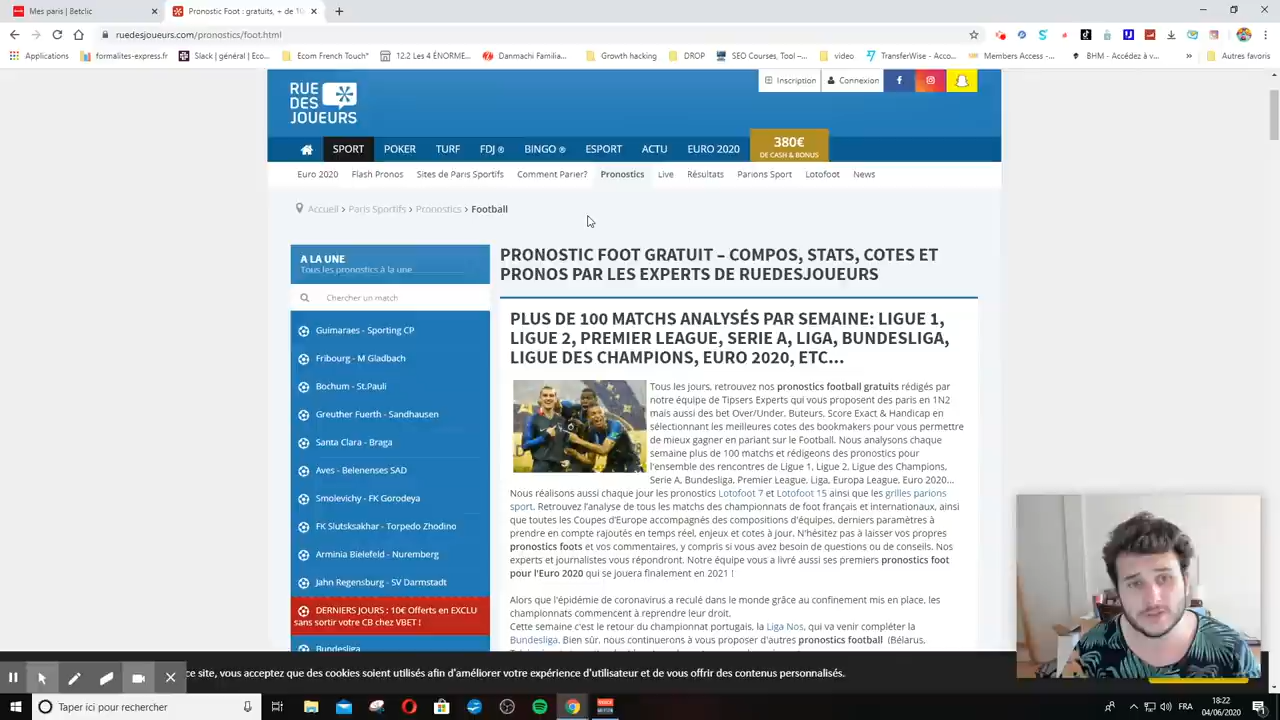 Mes paris | Betclic
Pronostic Foot : gratuits, + de 10
ruedesjoueurs.com/pronostics/foot.html
Applications
formalites-express.fr
Slack | général | Eco...
Ecom French Touch"
12.2 Les 4 ÉNORME...
Danmachi Familia...
Growth hacking
DROP
SEO Courses, Tool –...
video
TransferWise - Acco...
Members Access -...
BHM - Accédez à v...
»
Autres favoris
RUE
DES
JOUEURS
Inscription
Connexion
SPORT
POKER
TURF
FDJ ®
BINGO ®
ESPORT
ACTU
EURO 2020
380€
DE CASH & BONUS
Euro 2020
Flash Pronos
Sites de Paris Sportifs
Comment Parier?
Pronostics
Live
Résultats
Parions Sport
Lotofoot
News
Accueil > Paris Sportifs > Pronostics > Football
A LA UNE
Tous les pronostics à la une
Chercher un match
Guimaraes - Sporting CP
Fribourg - M Gladbach
Bochum - St.Pauli
Greuther Fuerth - Sandhausen
Santa Clara - Braga
Aves - Belenenses SAD
Smolevichy - FK Gorodeya
FK Slutsksakhar - Torpedo Zhodino
Arminia Bielefeld - Nuremberg
Jahn Regensburg - SV Darmstadt
DERNIERS JOURS : 10€ Offerts en EXCLU
sans sortir votre CB chez VBET !
Bundesliga
PRONOSTIC FOOT GRATUIT – COMPOS, STATS, COTES ET
PRONOS PAR LES EXPERTS DE RUEDESJOUEURS
PLUS DE 100 MATCHS ANALYSÉS PAR SEMAINE: LIGUE 1,
LIGUE 2, PREMIER LEAGUE, SERIE A, LIGA, BUNDESLIGA,
LIGUE DES CHAMPIONS, EURO 2020, ETC...
Tous les jours, retrouvez nos pronostics football gratuits rédigés par
notre équipe de Tipsers Experts qui vous proposent des paris en 1N2
mais aussi des bet Over/Under, Buteurs, Score Exact & Handicap en
sélectionnant les meilleures cotes des bookmakers pour vous permettre
de mieux gagner en pariant sur le Football. Nous analysons chaque
semaine plus de 100 matchs et rédigeons des pronostics pour
l'ensemble des rencontres de Ligue 1, Ligue 2, Ligue des Champions,
Serie A, Bundesliga, Premier League, Liga, Europa League, Euro 2020...
Nous réalisons aussi chaque jour les pronostics Lotofoot 7 et Lotofoot 15 ainsi que les grilles parions
sport. Retrouvez l'analyse de tous les matchs des championnats de foot français et internationaux, ainsi
que toutes les Coupes d'Europe accompagnés des compositions d'équipes, derniers paramètres à
prendre en compte rajoutés en temps réel, enjeux et cotes à jour. N'hésitez pas à laisser vos propres
pronostics foots et vos commentaires, y compris si vous avez besoin de questions ou de conseils. Nos
experts et journalistes vous répondront. Notre équipe vous a livré aussi ses premiers pronostics foot
pour l'Euro 2020 qui se jouera finalement en 2021 !
Alors que l'épidémie de coronavirus a reculé dans le monde grâce au confinement mis en place, les
championnats commencent à reprendre leur droit.
Cette semaine c'est le retour du championnat portugais, la Liga Nos, qui va venir compléter la
Bundesliga. Bien sûr, nous continuerons à vous proposer d'autres pronostics football (Bélarus,
ce site, vous acceptez que des cookies soient utilisés afin d'améliorer votre expérience d'utilisateur et de vous offrir des contenus personnalisés.
Taper ici pour rechercher
FRA
18:22
04/06/2020